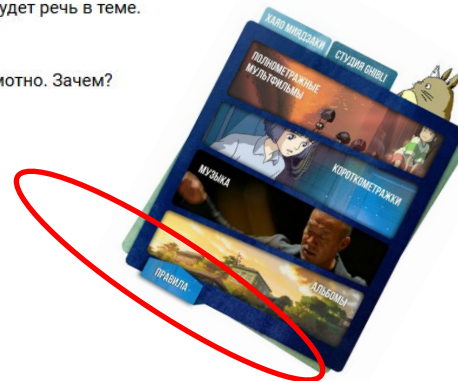 удет речь в теме.
мотно. Зачем?
ХАЯО МИЯДЗАКИ
СТУДИЯ GHIBLI
ПОЛНОМЕТРАЖНЫЕ
МУЛЬТФИЛЬМЫ
КОРОТКОМЕТРАЖКИ
МУЗЫКА
АЛЬБОМЫ
ПРАВИЛА